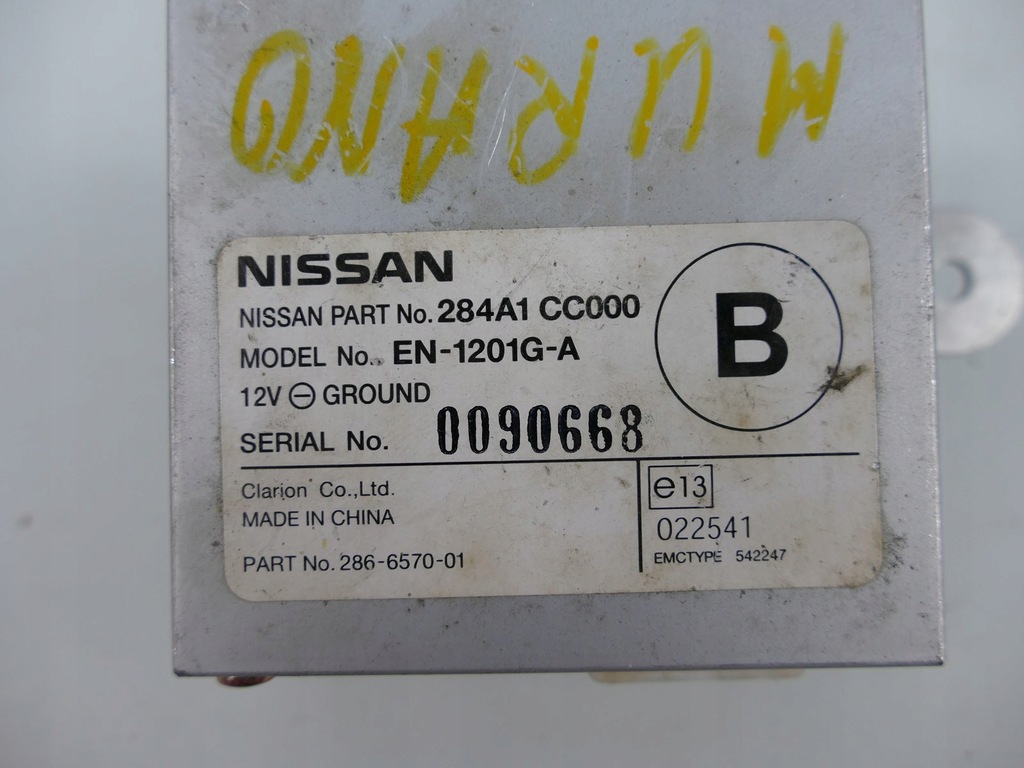 MURANO
NISSAN
NISSAN PART No. 284A1 CC000
MODEL No. EN-1201G-A
12V ⊖ GROUND
SERIAL No. 0090668
B
Clarion Co.,Ltd.
MADE IN CHINA
PART No. 286-6570-01
e13
022541
EMCTYPE 542247